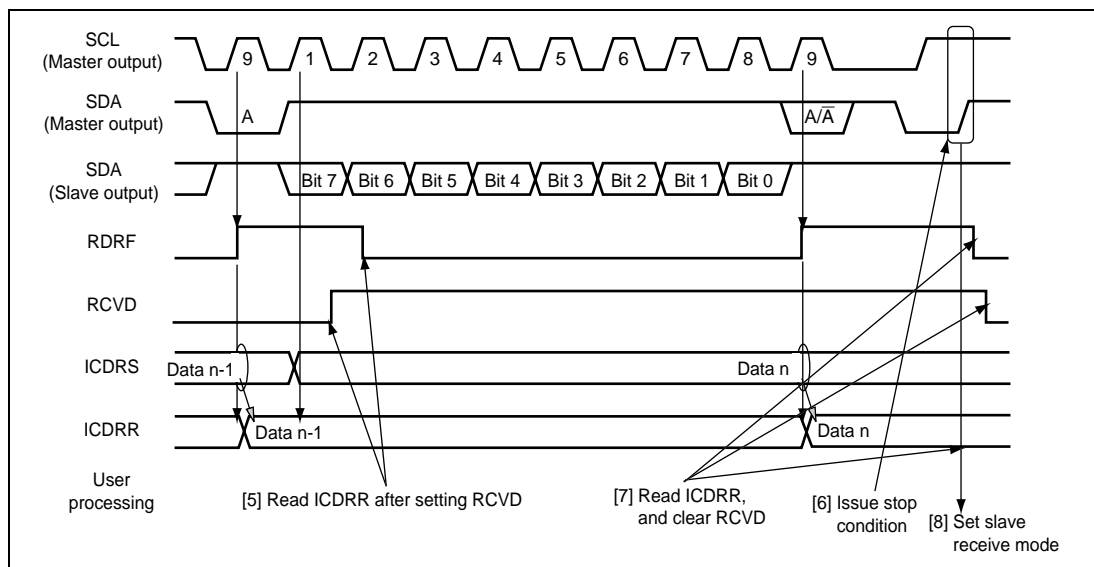 SCL
(Master output)
9 1 2 3 4 5 6 7 8 9
SDA
(Master output)
A A/A̅
SDA
(Slave output)
Bit 7 Bit 6 Bit 5 Bit 4 Bit 3 Bit 2 Bit 1 Bit 0
RDRF
RCVD
ICDRS
Data n-1 Data n
ICDRR
Data n-1 Data n
User
processing
[5] Read ICDRR after setting RCVD
[7] Read ICDRR,
and clear RCVD
[6] Issue stop
condition
[8] Set slave
receive mode